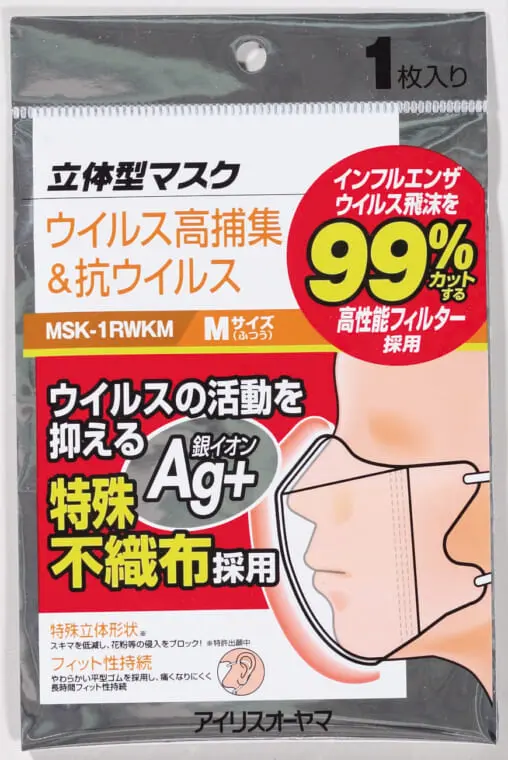 1枚入り
立体型マスク
ウイルス高捕集
&抗ウイルス
インフルエンザ
ウイルス飛沫を
99%
カット
する
高性能フィルター
採用
MSK-1RWKM
Mサイズ
(ふつう)
ウイルスの活動を
抑える
銀イオン
Ag+
特殊
不織布採用
特殊立体形状※
スキマを低減し、花粉等の侵入をブロック! ※特許出願中
フィット性持続
やわらかい平型ゴムを採用し、痛くなりにくく
長時間フィット性持続
アイリスオーヤマ